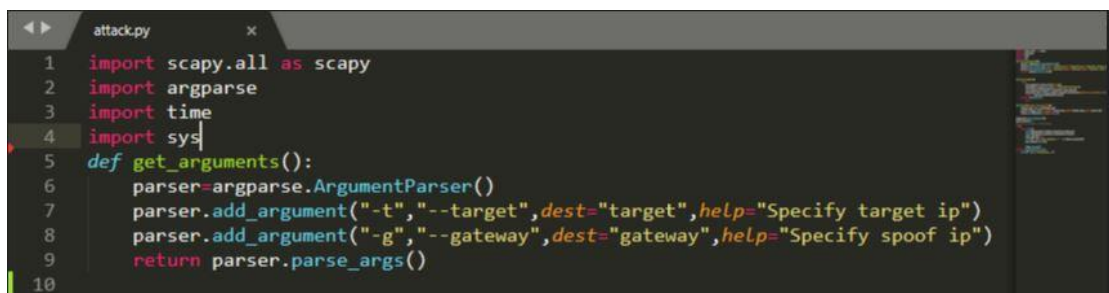 attack.py ×
1 import scapy.all as scapy
2 import argparse
3 import time
4 import sys
5 def get_arguments():
6 parser=argparse.ArgumentParser()
7 parser.add_argument("-t","--target",dest="target",help="Specify target ip")
8 parser.add_argument("-g","--gateway",dest="gateway",help="Specify spoof ip")
9 return parser.parse_args()
10